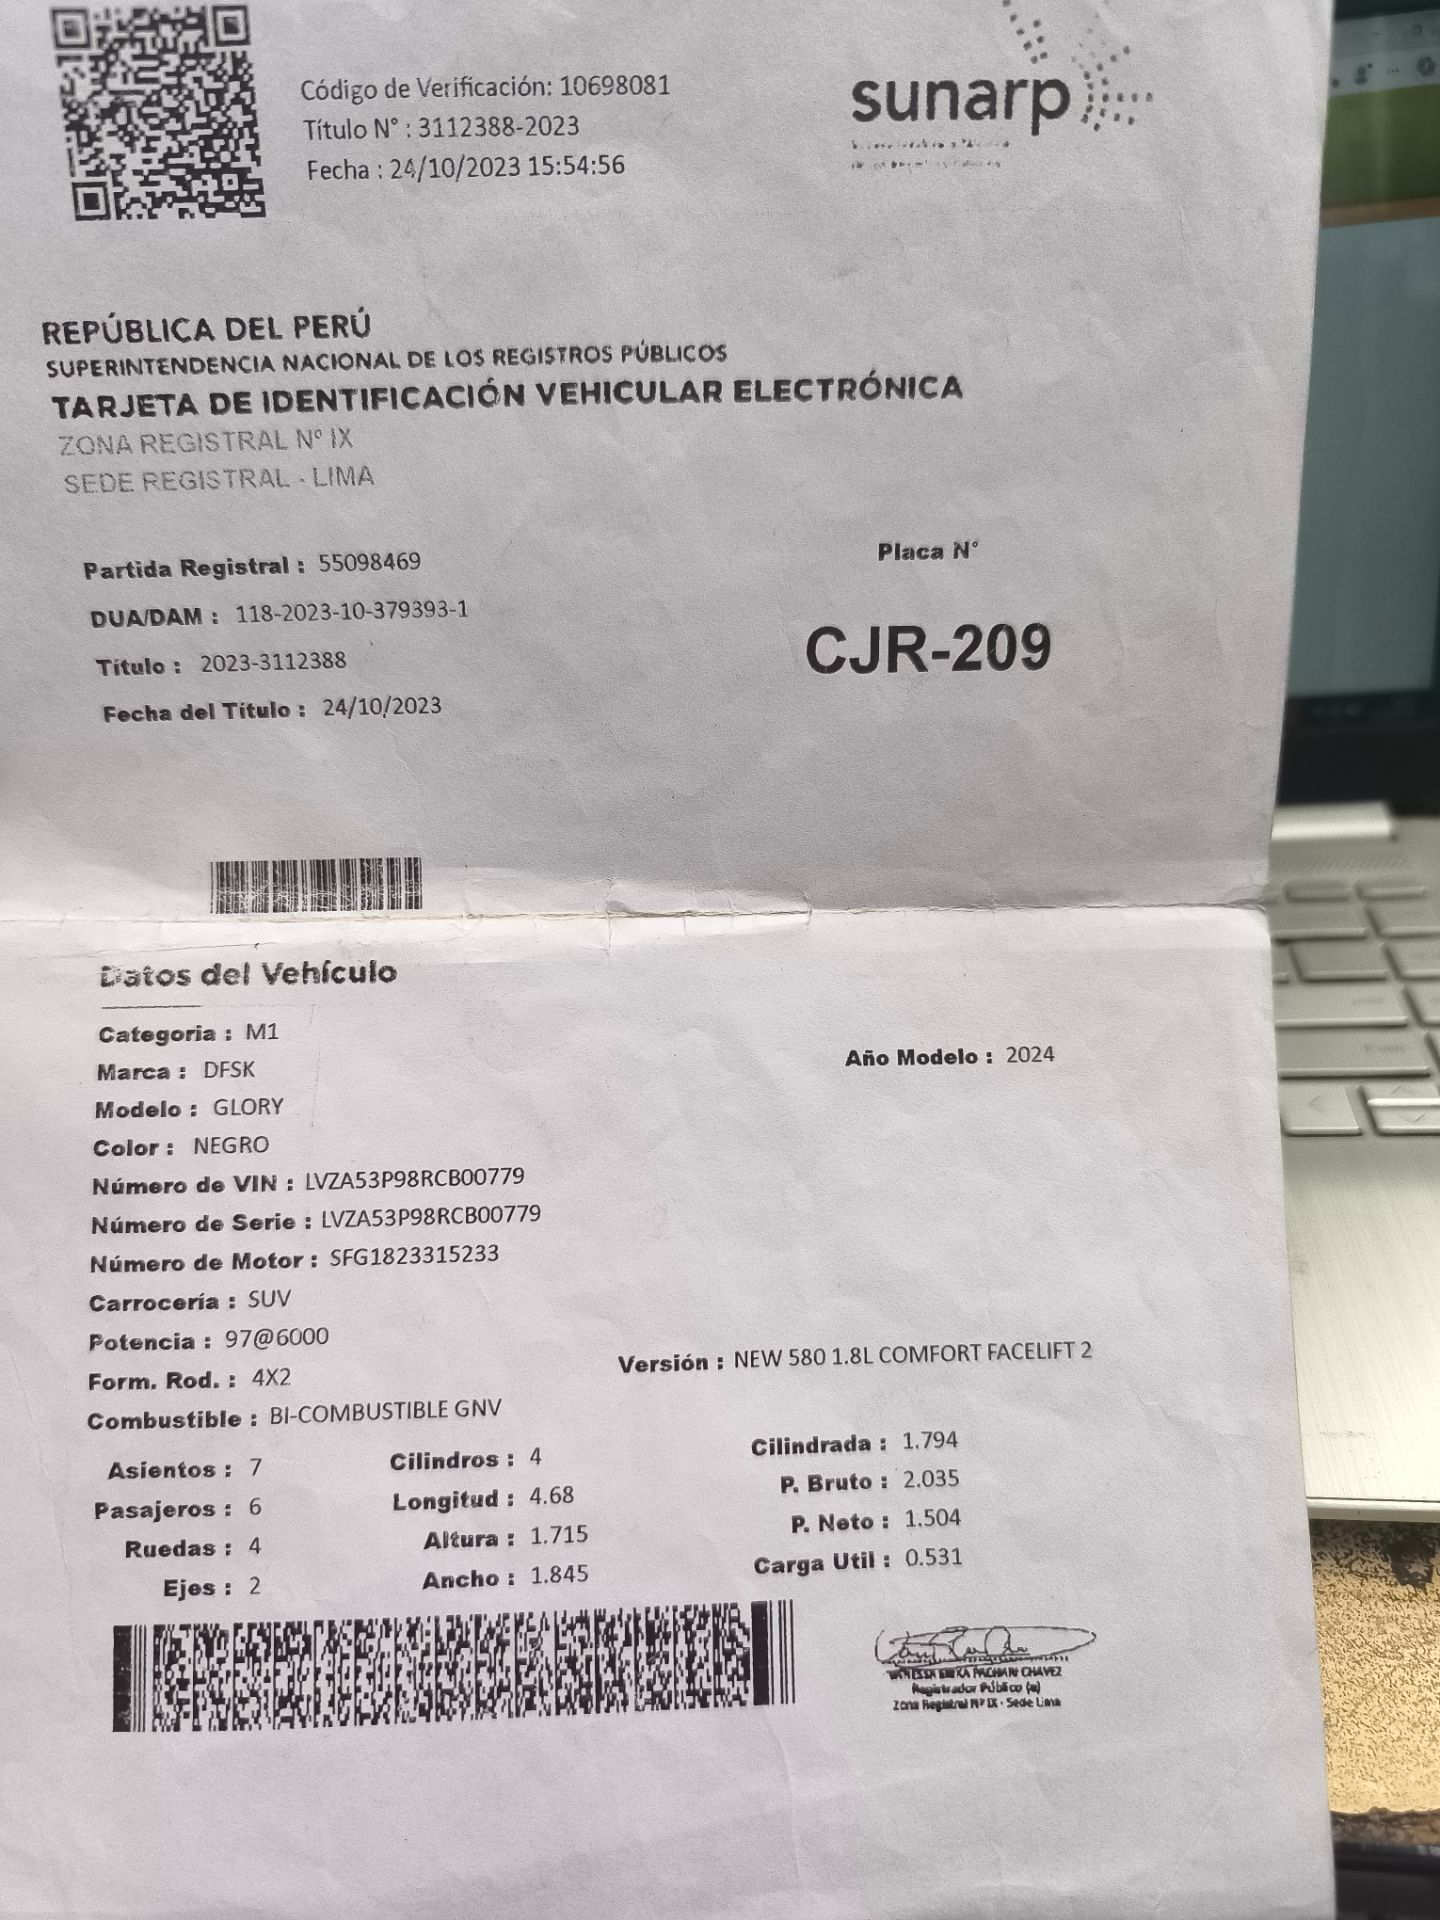 Código de Verificación: 10698081
Título N° : 3112388-2023
Fecha : 24/10/2023 15:54:56
sunarp
REPÚBLICA DEL PERÚ
SUPERINTENDENCIA NACIONAL DE LOS REGISTROS PÚBLICOS
TARJETA DE IDENTIFICACIÓN VEHICULAR ELECTRÓNICA
ZONA REGISTRAL N° IX
SEDE REGISTRAL - LIMA
Partida Registral : 55098469
DUA/DAM : 118-2023-10-379393-1
Título : 2023-3112388
Fecha del Título : 24/10/2023
Placa N°
CJR-209
Datos del Vehículo
Categoria : M1
Año Modelo : 2024
Marca : DFSK
Modelo : GLORY
Color : NEGRO
Número de VIN : LVZA53P98RCB00779
Número de Serie : LVZA53P98RCB00779
Número de Motor : SFG1823315233
Carrocería : SUV
Potencia : 97@6000
Versión : NEW 580 1.8L COMFORT FACELIFT 2
Form. Rod. : 4X2
Combustible : BI-COMBUSTIBLE GNV
Asientos : 7 Cilindros : 4 Cilindrada : 1.794
Pasajeros : 6 Longitud : 4.68 P. Bruto : 2.035
Ruedas : 4 Altura : 1.715 P. Neto : 1.504
Ejes : 2 Ancho : 1.845 Carga Util : 0.531
VANESSA ERIKA PACHAN CHAVEZ
Registrador Público (e)
Zona Registral N° IX - Sede Lima